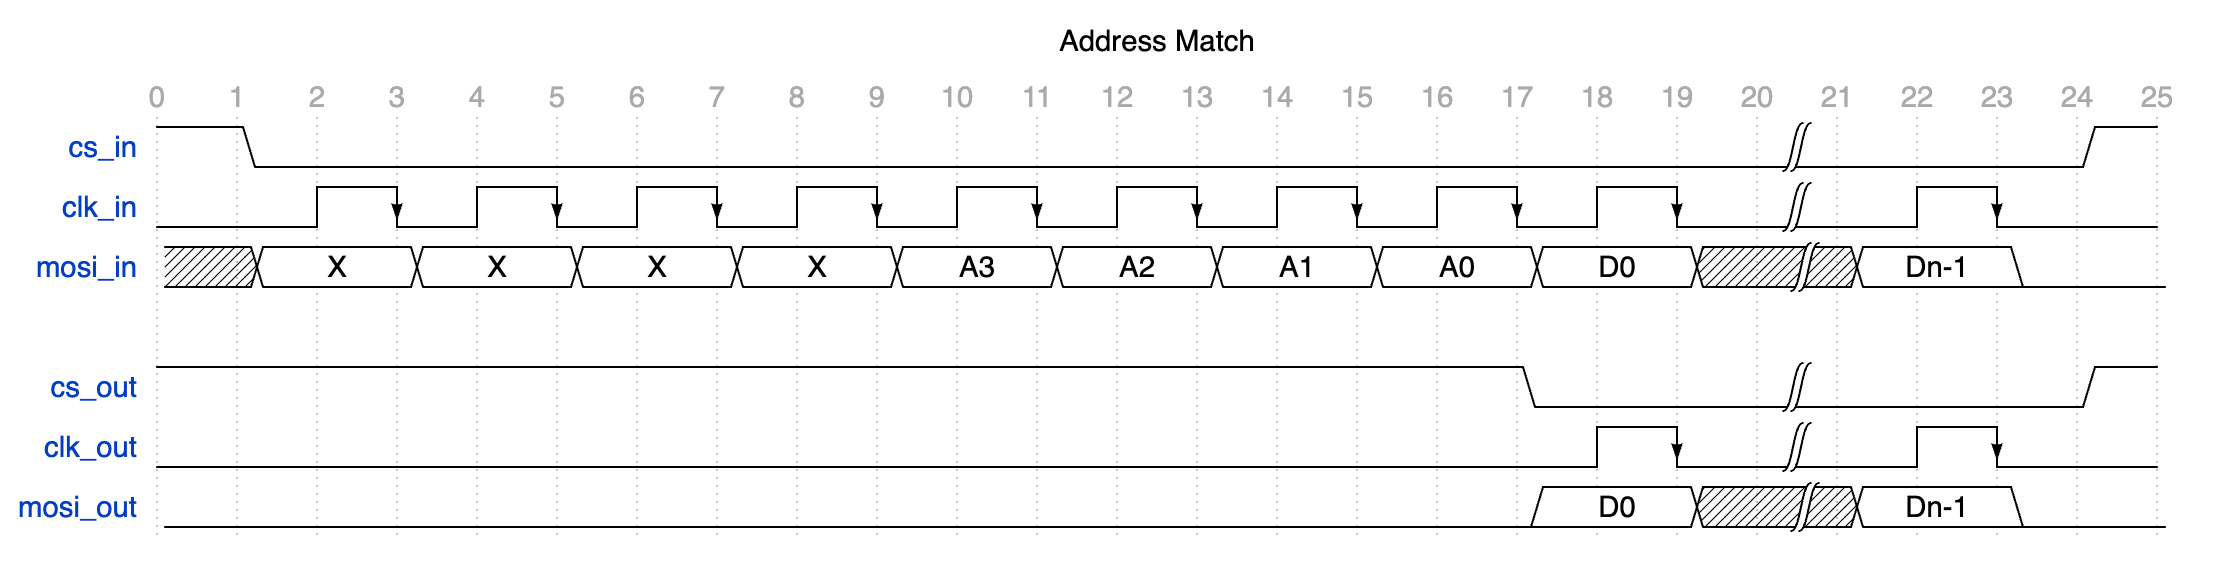 Address Match
0 1 2 3 4 5 6 7 8 9 10 11 12 13 14 15 16 17 18 19 20 21 22 23 24 25
cs_in
clk_in
mosi_in X X X X A3 A2 A1 A0 D0 Dn-1
cs_out
clk_out
mosi_out D0 Dn-1